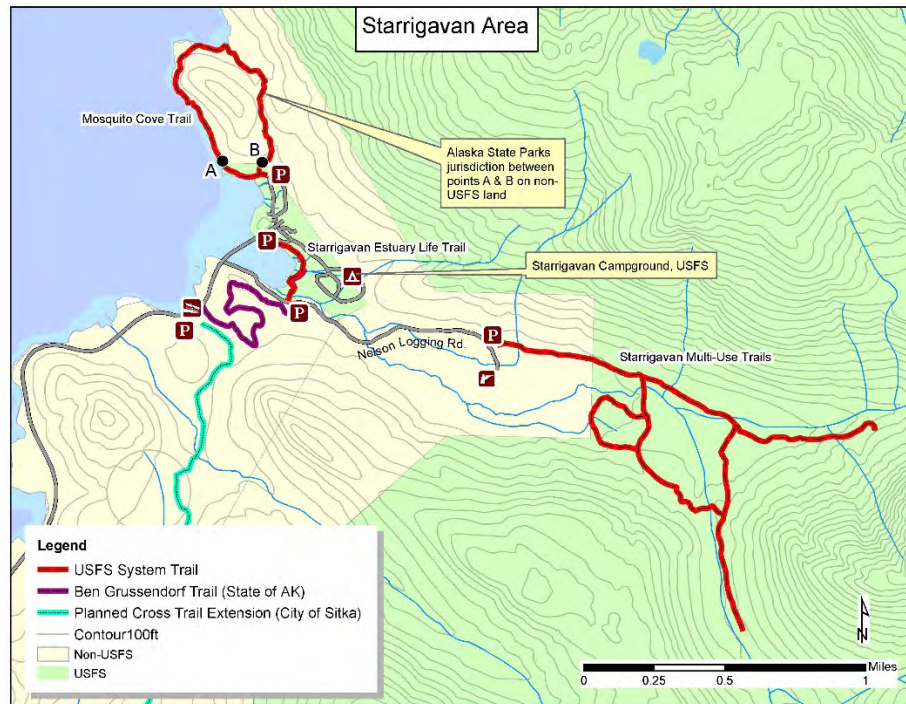 Starrigavan Area
Mosquito Cove Trail
A
B
P
Alaska State Parks
jurisdiction between
points A & B on non-
USFS land
P
Starrigavan Estuary Life Trail
Starrigavan Campground, USFS
P
P
P
Nelson Logging Rd.
Starrigavan Multi-Use Trails
Legend
USFS System Trail
Ben Grussendorf Trail (State of AK)
Planned Cross Trail Extension (City of Sitka)
Contour100ft
Non-USFS
USFS
N
Miles
0 0.25 0.5 1